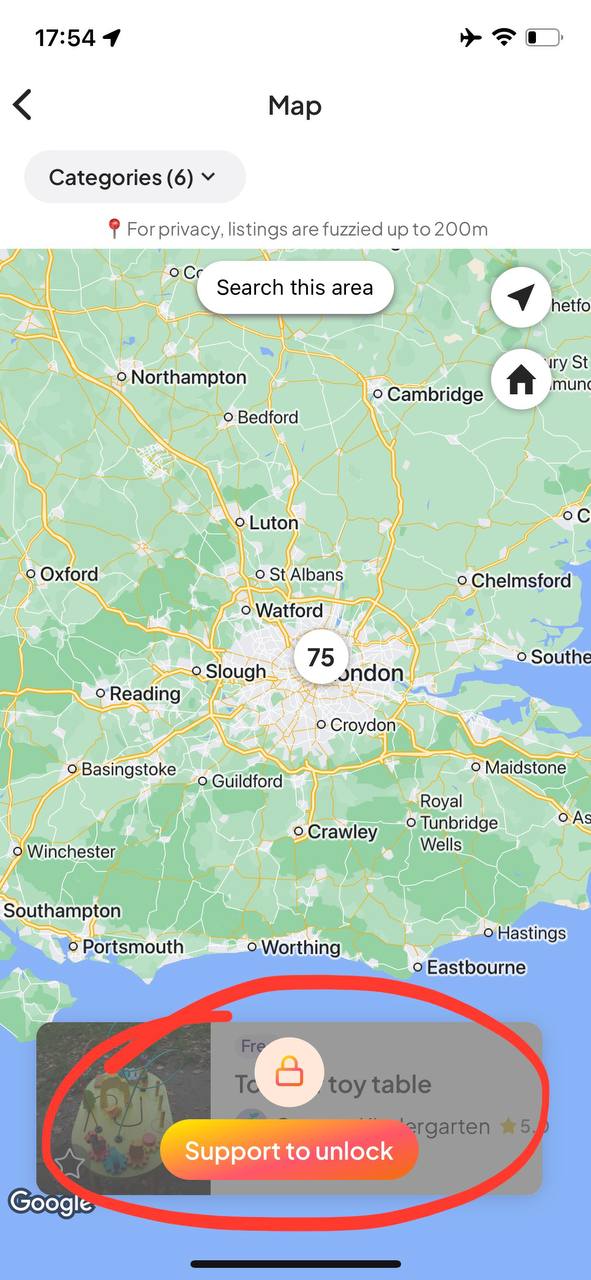 17:54
Map
Categories (6)
📍 For privacy, listings are fuzzied up to 200m
Search this area
Northampton
Cambridge
Bedford
Luton
Oxford
St Albans
Chelmsford
Watford
75
Slough
Reading
Croydon
Basingstoke
Guildford
Maidstone
Royal
Tunbridge
Wells
Crawley
Winchester
Southampton
Portsmouth
Worthing
Hastings
Eastbourne
toy table
Support to unlock
Google